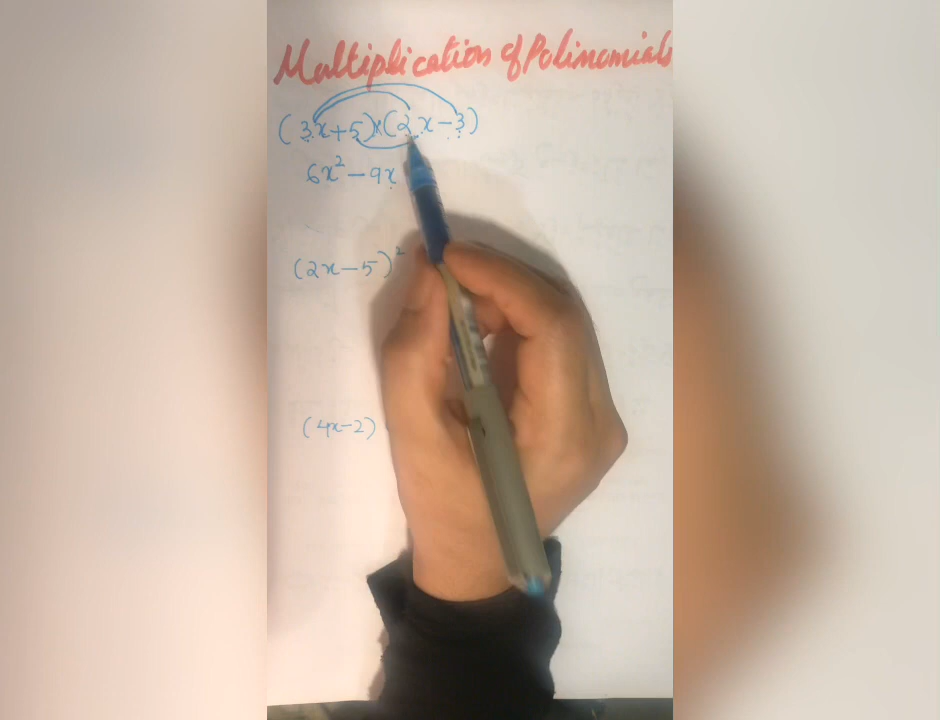 Multiplication of Polinomials
(3x+5)×(2x-3)
6x² - 9x
(2x-5)²
(4x-2)